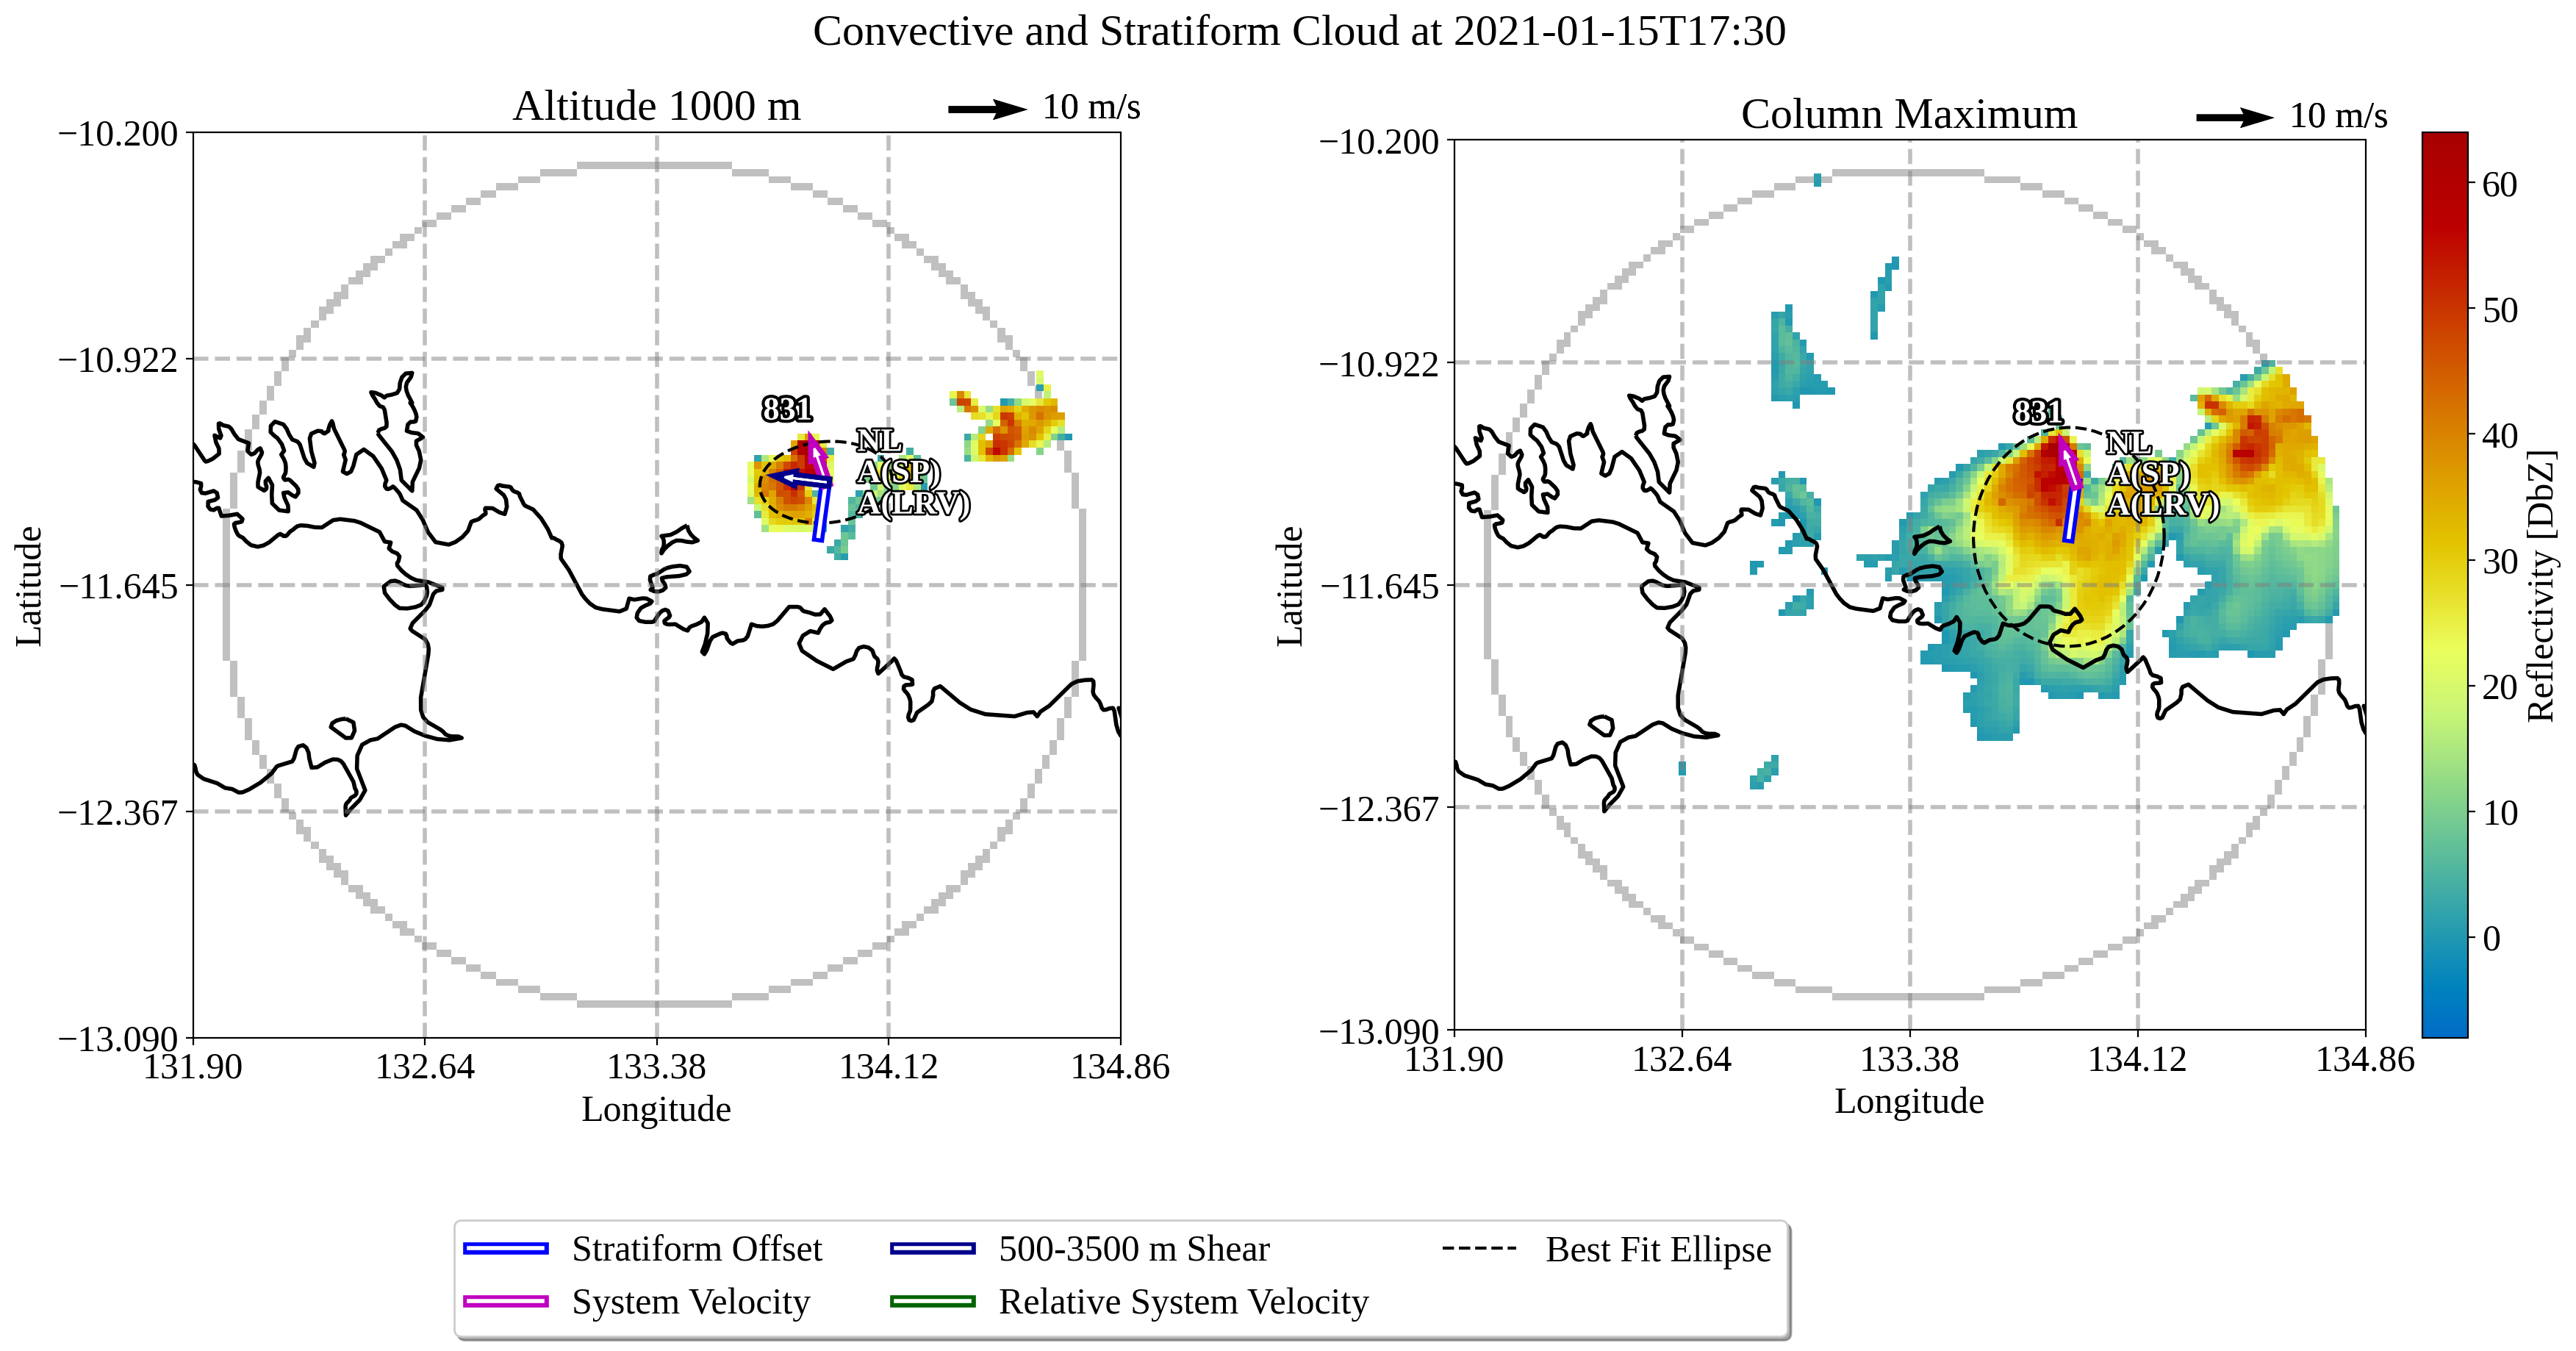 Convective and Stratiform Cloud at 2021-01-15T17:30
Altitude 1000 m
10 m/s
−10.200
−10.922
−11.645
−12.367
−13.090
131.90
132.64
133.38
134.12
134.86
Latitude
Longitude
831
NL
A(SP)
A(LRV)
Column Maximum
10 m/s
−10.200
−10.922
−11.645
−12.367
−13.090
131.90
132.64
133.38
134.12
134.86
Latitude
Longitude
831
NL
A(SP)
A(LRV)
60
50
40
30
20
10
0
Reflectivity [DbZ]
Stratiform Offset
System Velocity
500-3500 m Shear
Relative System Velocity
Best Fit Ellipse